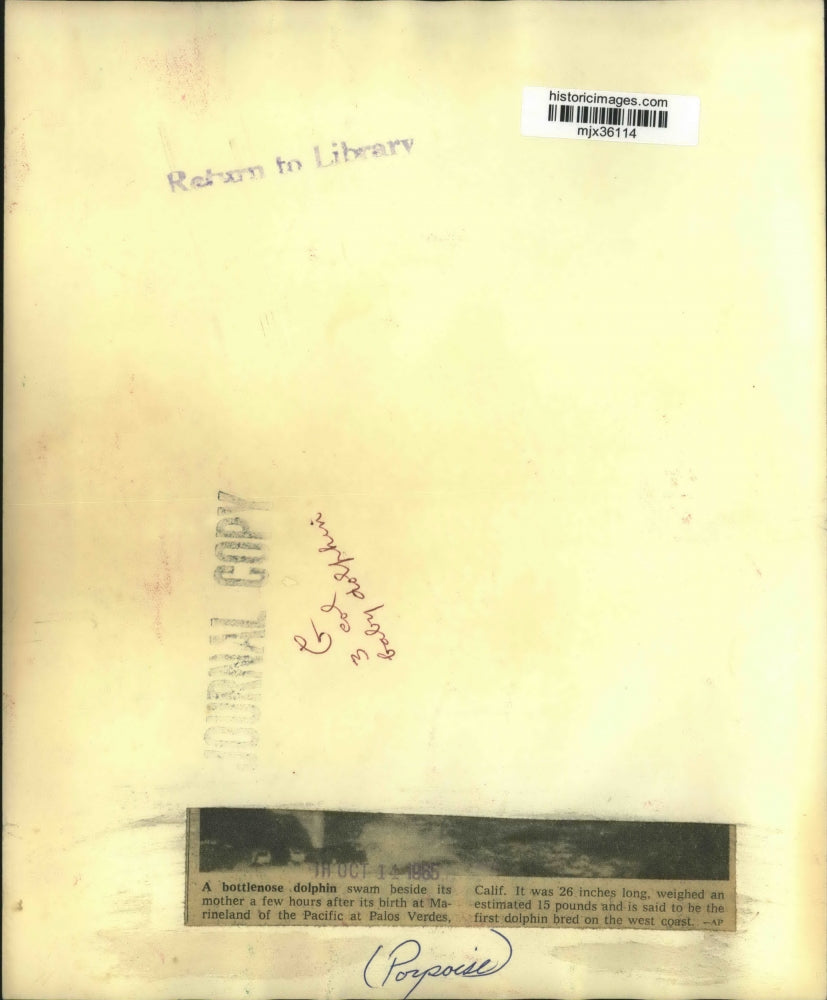 historicimages.com
mjx36114
Return to Library
JOURNAL COPY
3 col
baby dolphin
OCT 14 1965
A bottlenose dolphin swam beside its
mother a few hours after its birth at Ma-
rineland of the Pacific at Palos Verdes,
Calif. It was 26 inches long, weighed an
estimated 15 pounds and is said to be the
first dolphin bred on the west coast. —AP
(Porpoise)